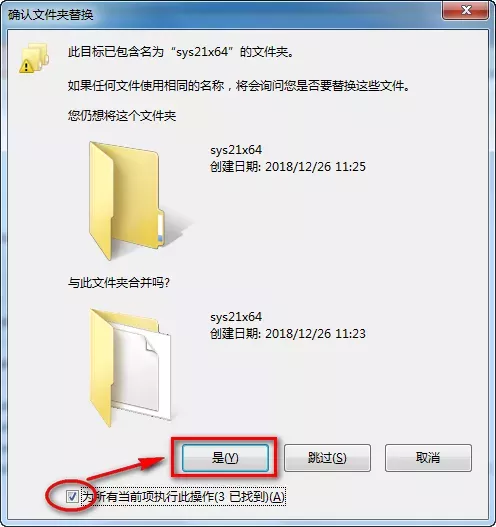 确认文件夹替换
此目标已包含名为“sys21x64”的文件夹。
如果任何文件使用相同的名称，将会询问您是否要替换这些文件。
您仍想将这个文件夹
sys21x64
创建日期: 2018/12/26 11:25
与此文件夹合并吗?
sys21x64
创建日期: 2018/12/26 11:23
是(Y) 跳过(S) 取消
为所有当前项执行此操作(3 已找到)(A)